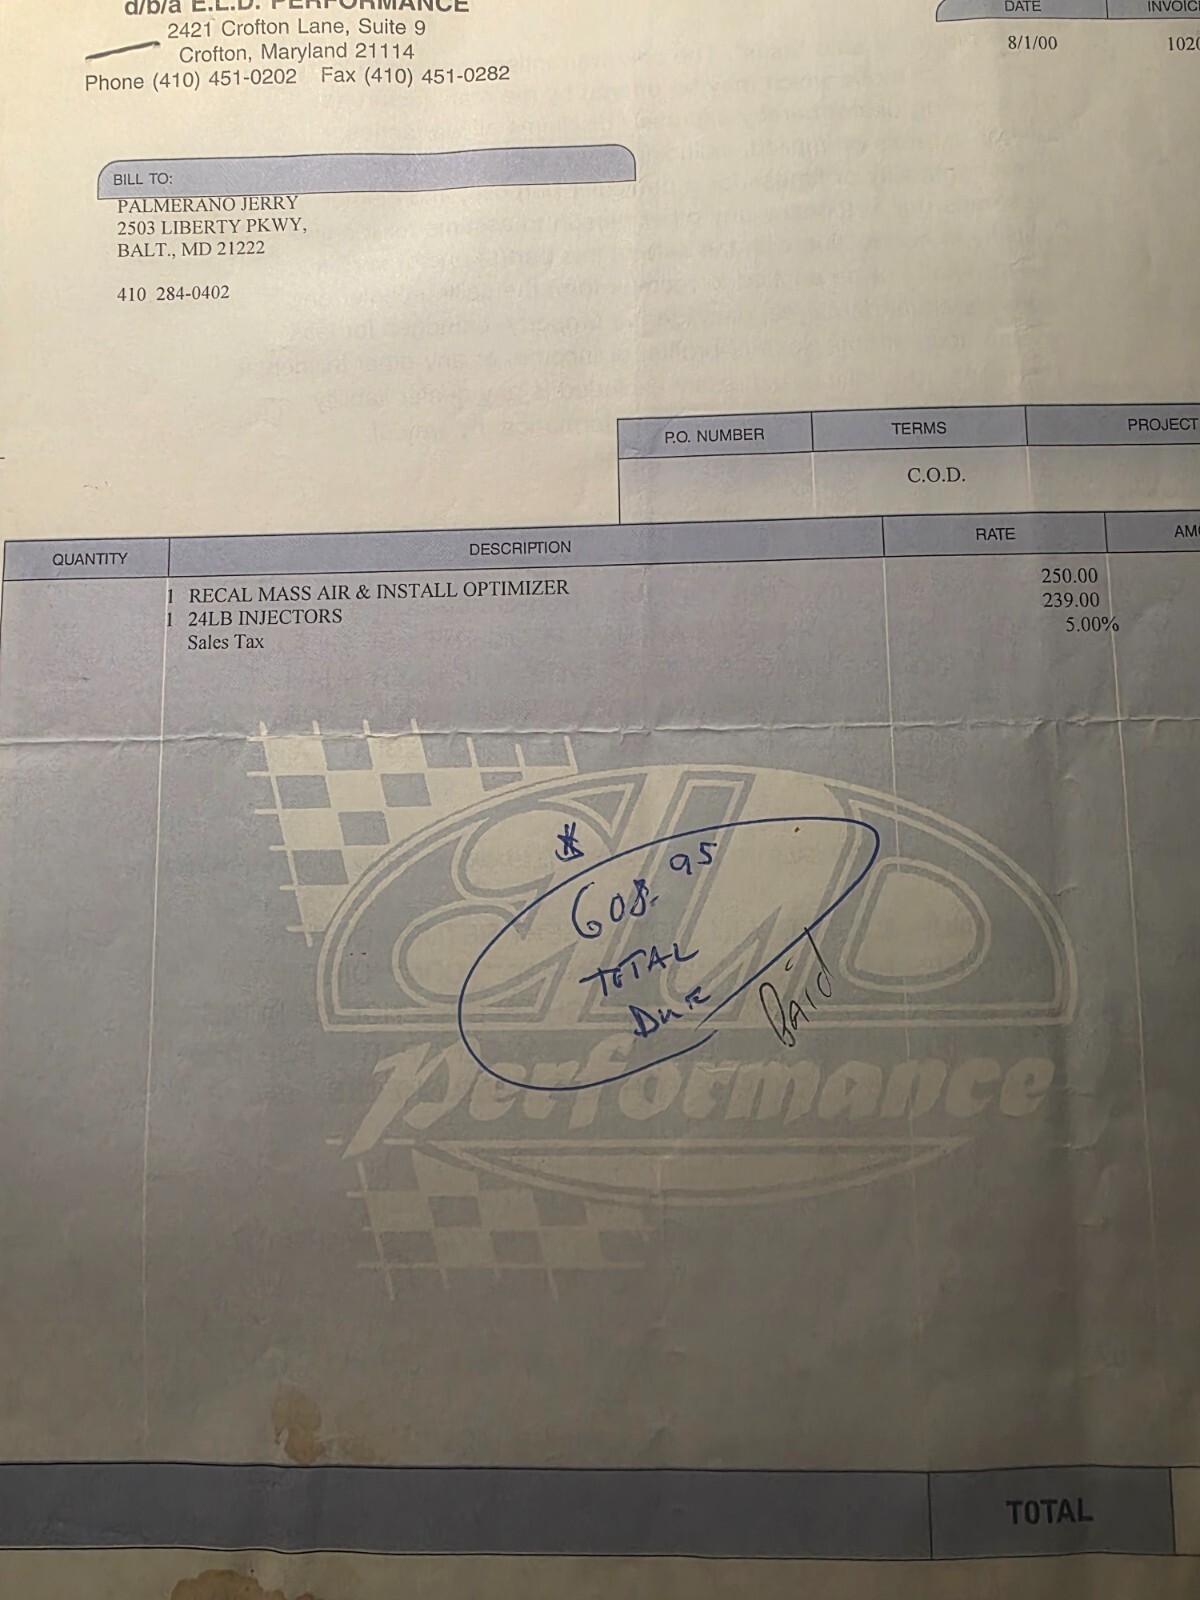 d/b/a E.L.D. PERFORMANCE
2421 Crofton Lane, Suite 9
Crofton, Maryland 21114
Phone (410) 451-0202 Fax (410) 451-0282
DATE
8/1/00
BILL TO:
PALMERANO JERRY
2503 LIBERTY PKWY,
BALT., MD 21222
410 284-0402
P.O. NUMBER TERMS PROJECT
C.O.D.
QUANTITY DESCRIPTION RATE
1 RECAL MASS AIR & INSTALL OPTIMIZER 250.00
1 24LB INJECTORS 239.00
Sales Tax 5.00%
ELD
Performance
$
608.95
TOTAL
DUE
PAID
TOTAL